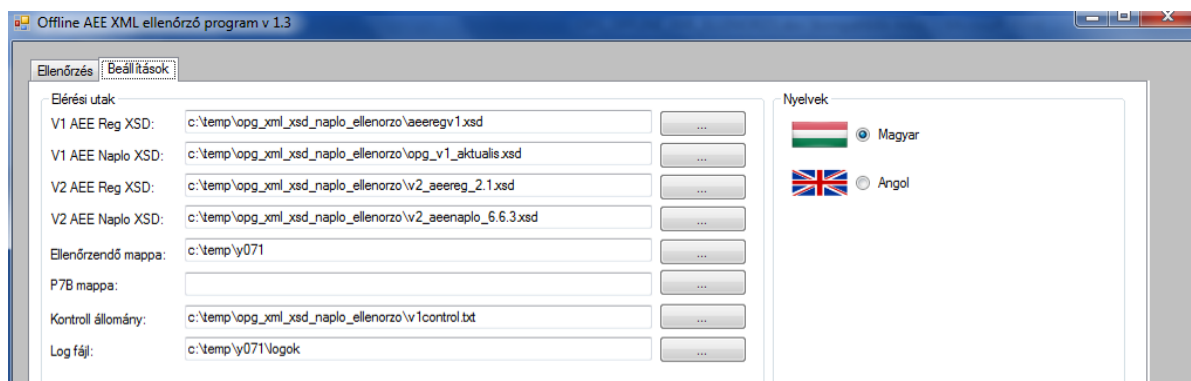 Offline AEE XML ellenőrző program v 1.3
Ellenőrzés Beállítások
Elérési utak
V1 AEE Reg XSD: c:\temp\opg_xml_xsd_naplo_ellenorzo\aeeregv1.xsd ...
V1 AEE Naplo XSD: c:\temp\opg_xml_xsd_naplo_ellenorzo\opg_v1_aktualis.xsd ...
V2 AEE Reg XSD: c:\temp\opg_xml_xsd_naplo_ellenorzo\v2_aeereg_2.1.xsd ...
V2 AEE Naplo XSD: c:\temp\opg_xml_xsd_naplo_ellenorzo\v2_aeenaplo_6.6.3.xsd ...
Ellenőrzendő mappa: c:\temp\y071 ...
P7B mappa: ...
Kontroll állomány: c:\temp\opg_xml_xsd_naplo_ellenorzo\v1control.txt ...
Log fájl: c:\temp\y071\logok ...
Nyelvek
Magyar
Angol